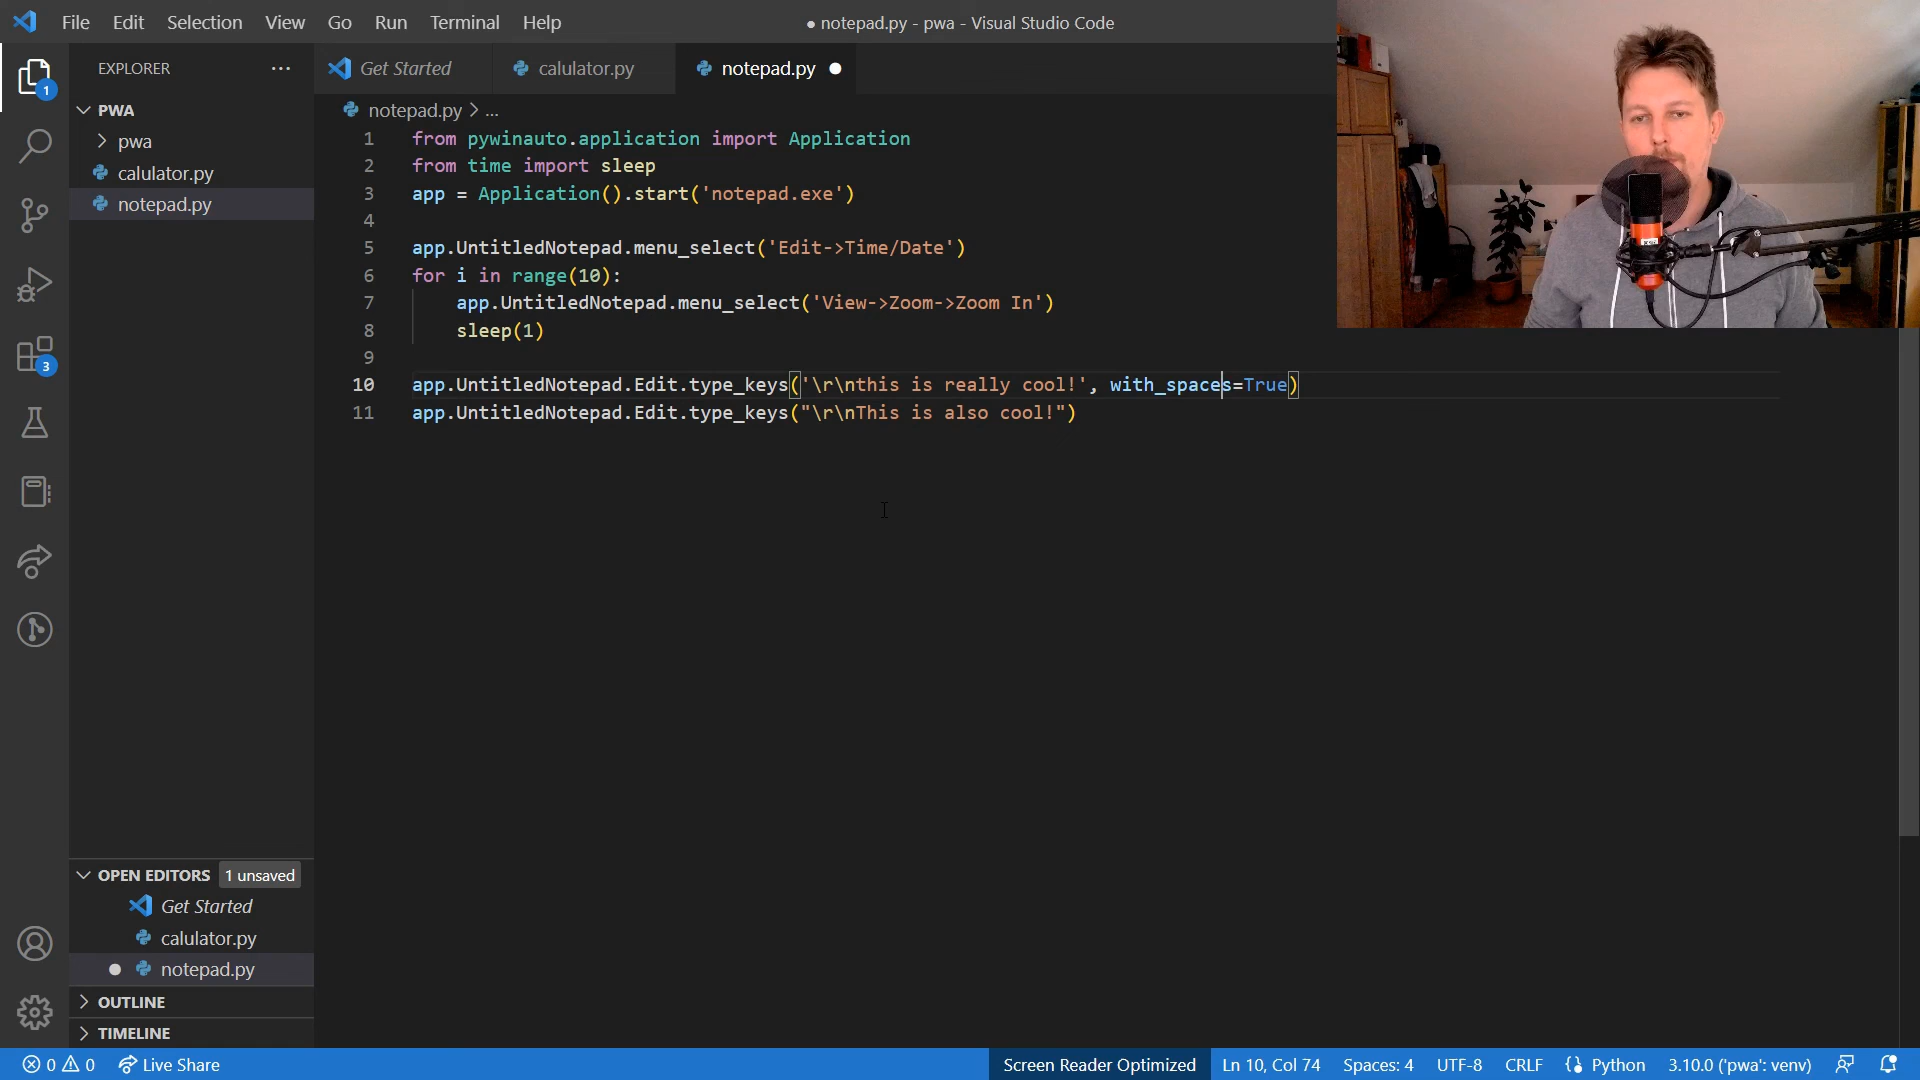 File Edit Selection View Go Run Terminal Help
● notepad.py - pwa - Visual Studio Code
EXPLORER ...
Get Started
calulator.py
notepad.py ●
PWA
pwa
calulator.py
notepad.py
1
3
notepad.py > ...
1 from pywinauto.application import Application
2 from time import sleep
3 app = Application().start('notepad.exe')
4
5 app.UntitledNotepad.menu_select('Edit->Time/Date')
6 for i in range(10):
7 app.UntitledNotepad.menu_select('View->Zoom->Zoom In')
8 sleep(1)
9
10 app.UntitledNotepad.Edit.type_keys('\r\nthis is really cool!', with_spaces=True)
11 app.UntitledNotepad.Edit.type_keys("\r\nThis is also cool!")
OPEN EDITORS 1 unsaved
Get Started
calulator.py
● notepad.py
OUTLINE
TIMELINE
0 0 Live Share Screen Reader Optimized Ln 10, Col 74 Spaces: 4 UTF-8 CRLF Python 3.10.0 ('pwa': venv)